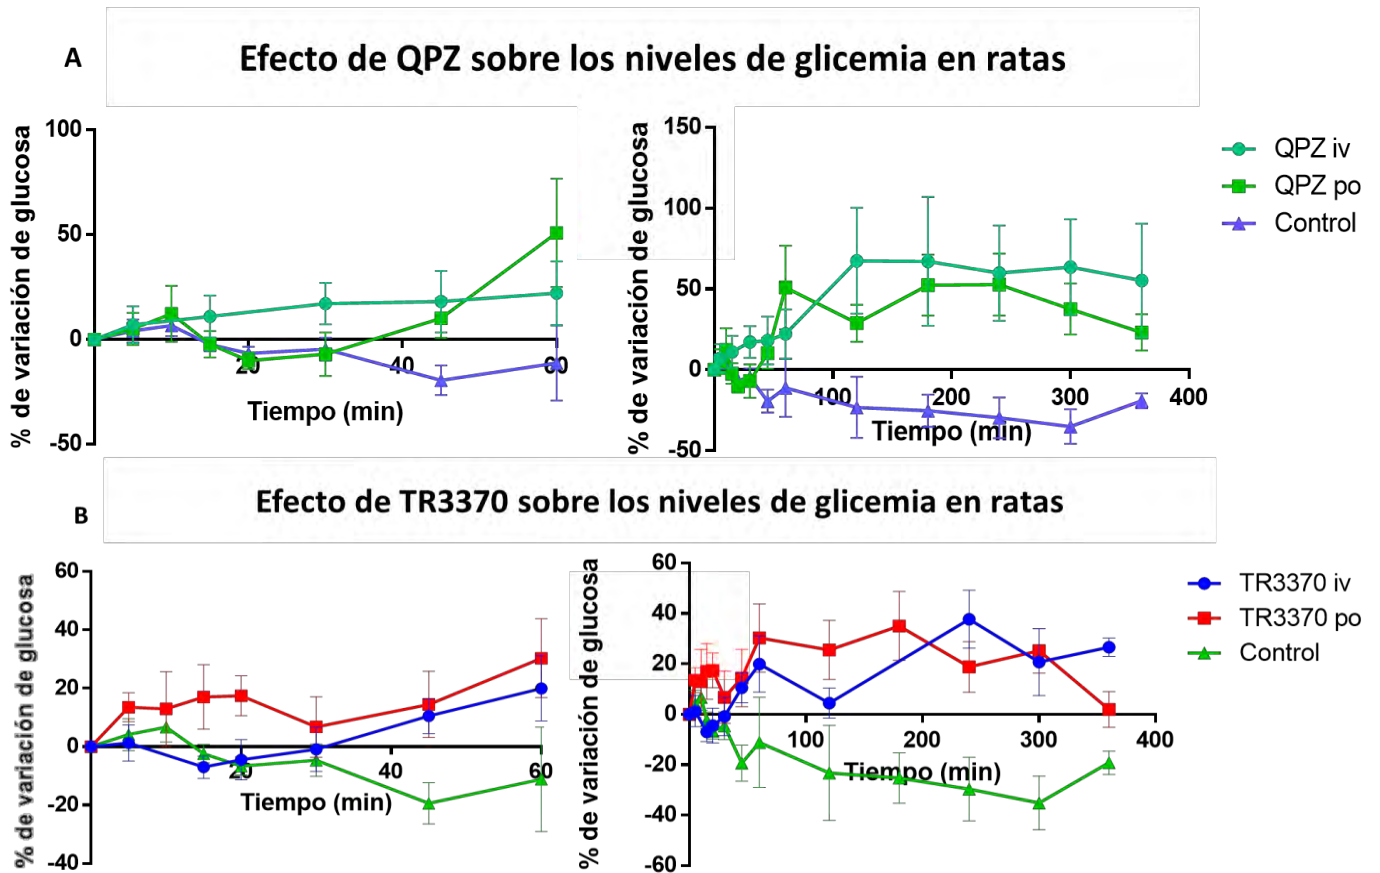 A
Efecto de QPZ sobre los niveles de glicemia en ratas
% de variación de glucosa
100
50
0
-50
20
40
60
Tiempo (min)
% de variación de glucosa
150
100
50
0
-50
100
200
300
400
Tiempo (min)
QPZ iv
QPZ po
Control
B
Efecto de TR3370 sobre los niveles de glicemia en ratas
% de variación de glucosa
60
40
20
0
-20
-40
20
40
60
Tiempo (min)
% de variación de glucosa
60
40
20
0
-20
-40
-60
100
200
300
400
Tiempo (min)
TR3370 iv
TR3370 po
Control